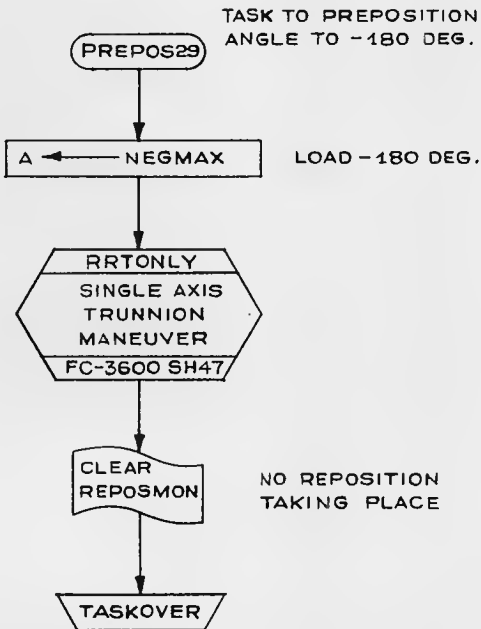 TASK TO PREPOSITION
ANGLE TO -180 DEG.
PREPOS29
A ← NEGMAX
LOAD -180 DEG.
RRTONLY
SINGLE AXIS
TRUNNION
MANEUVER
FC-3600 SH47
CLEAR
REPOSMON
NO REPOSITION
TAKING PLACE
TASKOVER